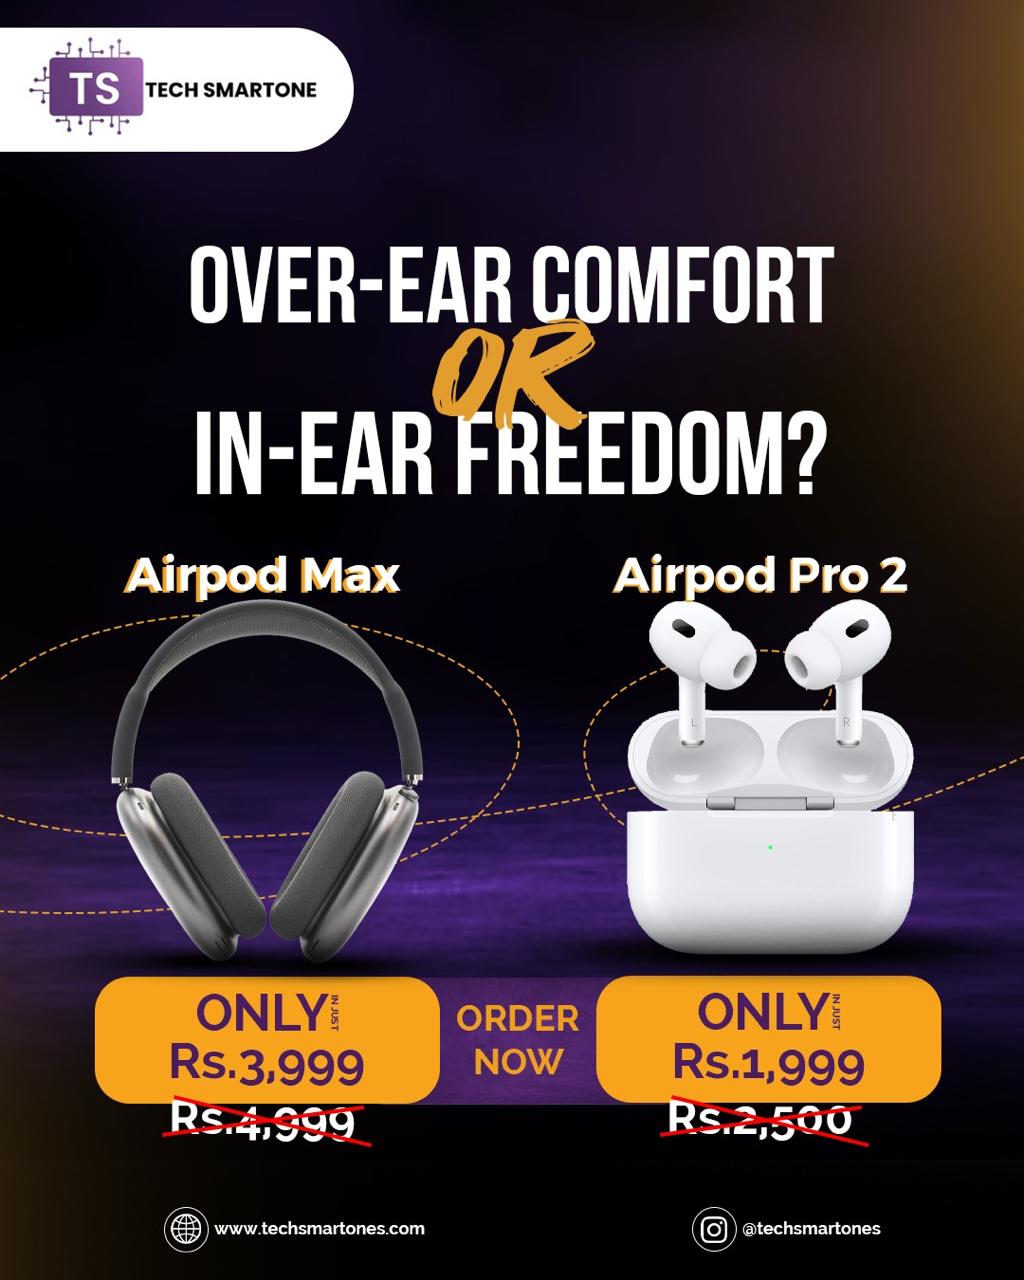 TS TECH SMARTONE
OVER-EAR COMFORT
OR
IN-EAR FREEDOM?
Airpod Max
Airpod Pro 2
L
R
ONLY IN JUST
Rs.3,999
Rs.4,999
ORDER
NOW
ONLY IN JUST
Rs.1,999
Rs.2,500
www.techsmartones.com
@techsmartones